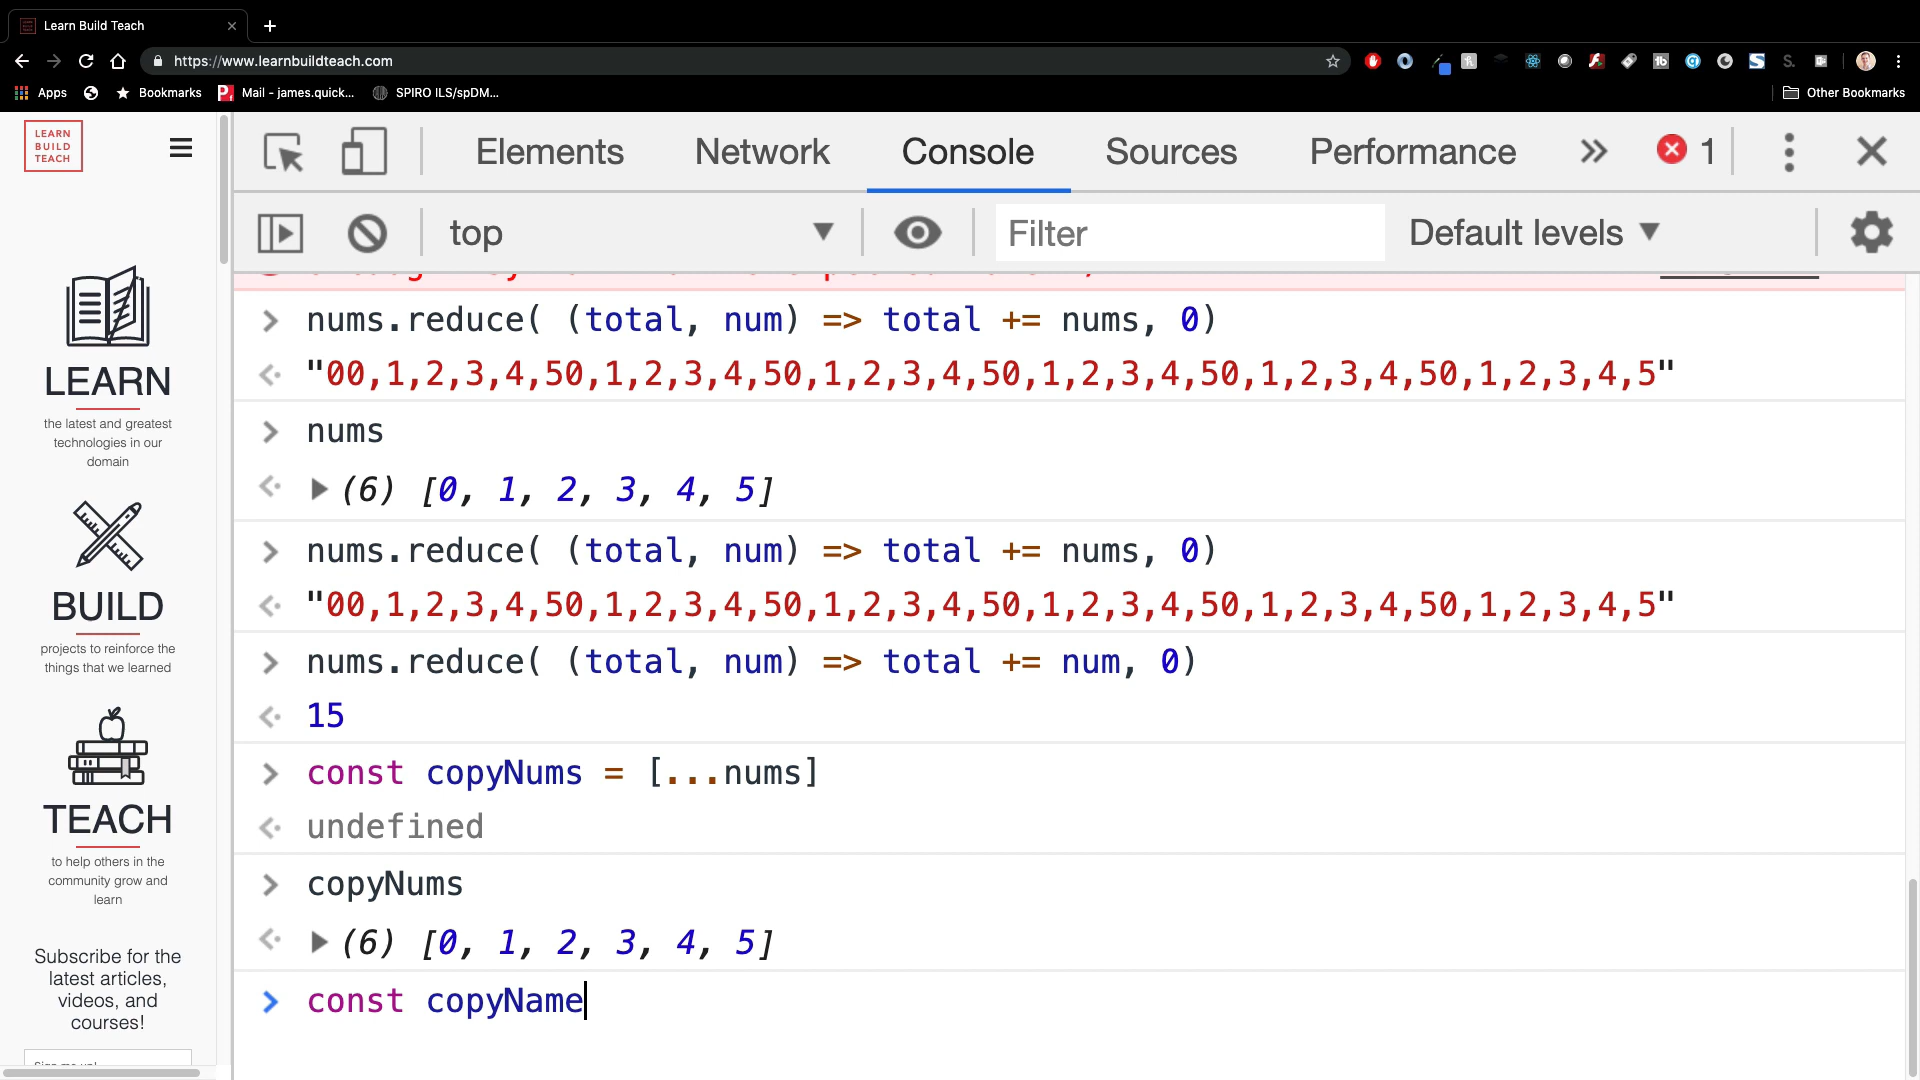 Learn Build Teach
https://www.learnbuildteach.com
Apps
Bookmarks
Mail - james.quick...
SPIRO ILS/spDM...
Other Bookmarks
LEARN
BUILD
TEACH
LEARN
the latest and greatest
technologies in our
domain
BUILD
projects to reinforce the
things that we learned
TEACH
to help others in the
community grow and
learn
Subscribe for the
latest articles,
videos, and
courses!
Elements Network Console Sources Performance 1
top Filter Default levels
nums.reduce( (total, num) => total += nums, 0)
"00,1,2,3,4,50,1,2,3,4,50,1,2,3,4,50,1,2,3,4,50,1,2,3,4,50,1,2,3,4,5"
nums
(6) [0, 1, 2, 3, 4, 5]
nums.reduce( (total, num) => total += nums, 0)
"00,1,2,3,4,50,1,2,3,4,50,1,2,3,4,50,1,2,3,4,50,1,2,3,4,50,1,2,3,4,5"
nums.reduce( (total, num) => total += num, 0)
15
const copyNums = [...nums]
undefined
copyNums
(6) [0, 1, 2, 3, 4, 5]
const copyName